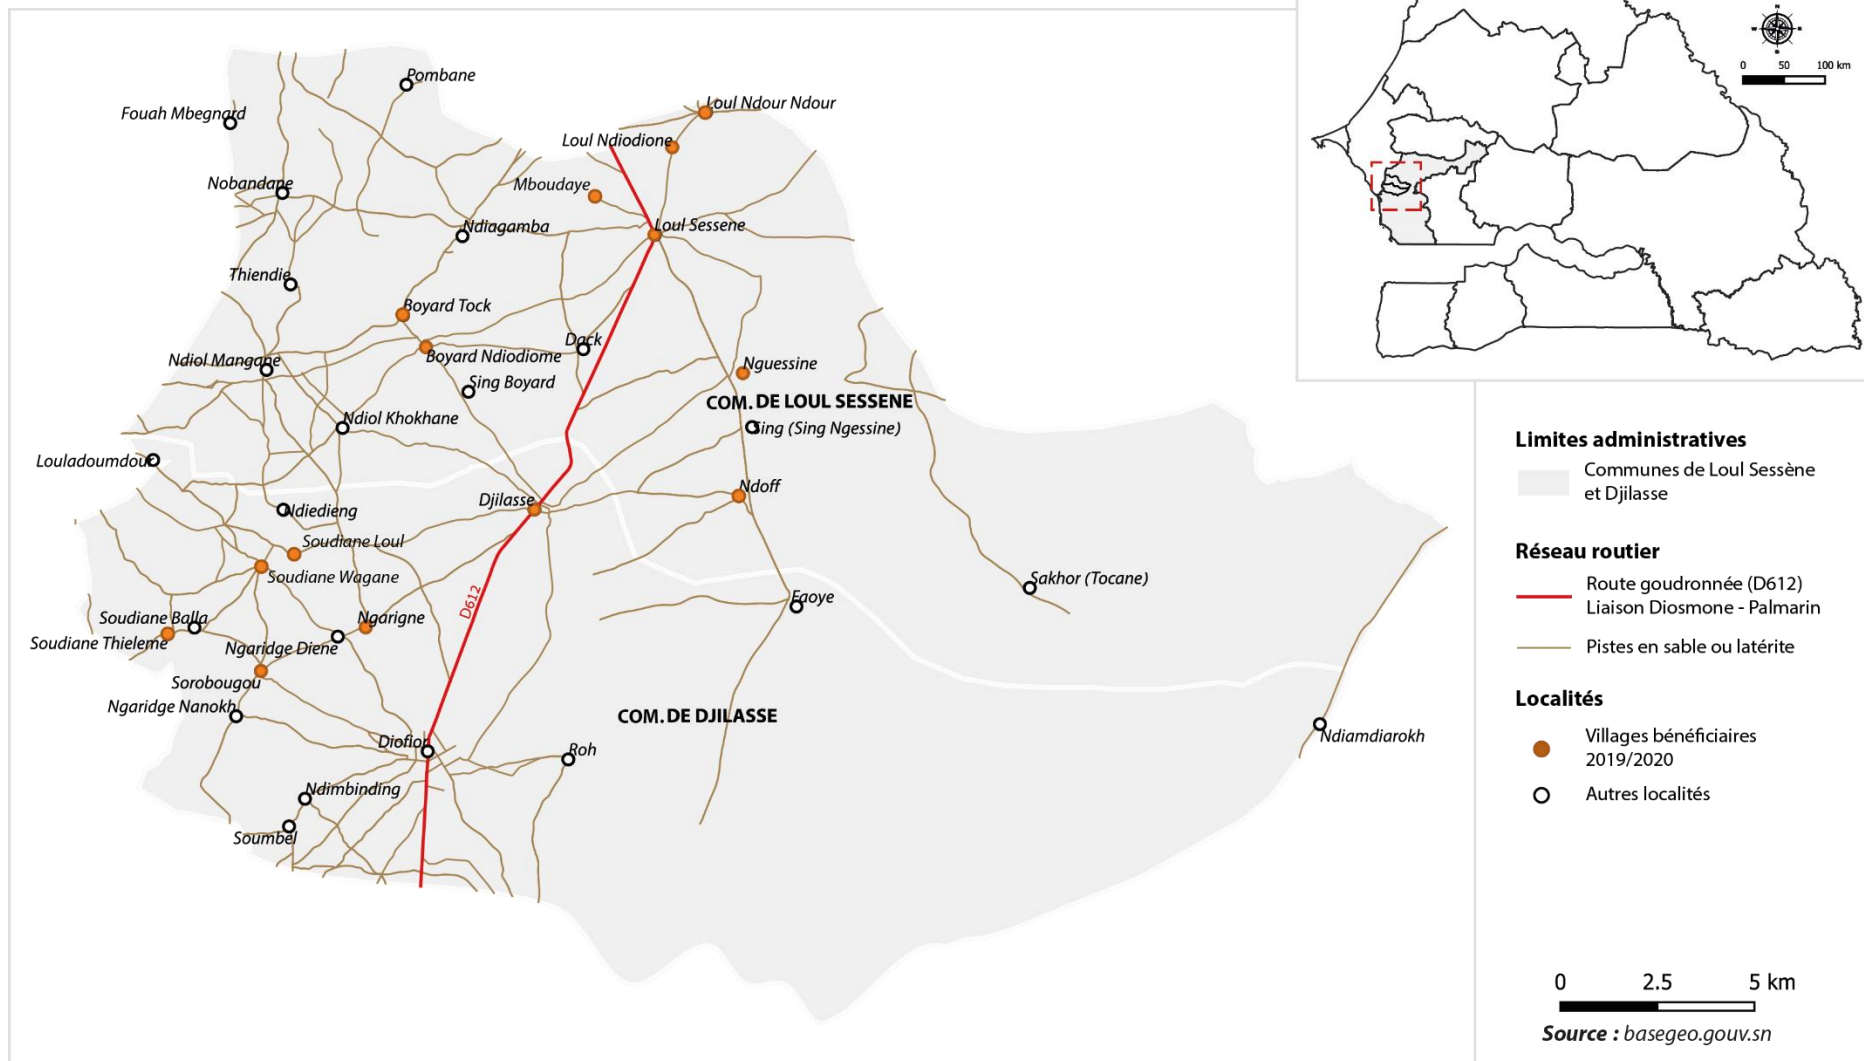 0 50 100 km
Pombane
Fouah Mbegnard
Loul Ndour Ndour
Loul Ndiodione
Mboudaye
Nobandane
Ndiagamba
Loul Sessene
Thiendie
Boyard Tock
Dack
Boyard Ndiodiome
Ndiol Mangane
Nguessine
Sing Boyard
COM. DE LOUL SESSENE
Ndiol Khokhane
Sing (Sing Ngessine)
Louladoumdour
Ndoff
Djilasse
Ndiedieng
Soudiane Loul
Soudiane Wagane
Sakhor (Tocane)
D612
Faoye
Soudiane Balla
Ngarigne
Soudiane Thieleme
Ngaridge Diene
Sorobougou
Ngaridge Nanokh
COM. DE DJILASSE
Ndiamdiarokh
Diofior
Roh
Ndimbinding
Soumbel
Limites administratives
Communes de Loul Sessène
et Djilasse
Réseau routier
Route goudronnée (D612)
Liaison Diosmone - Palmarin
Pistes en sable ou latérite
Localités
Villages bénéficiaires
2019/2020
Autres localités
0 2.5 5 km
Source : basegeo.gouv.sn